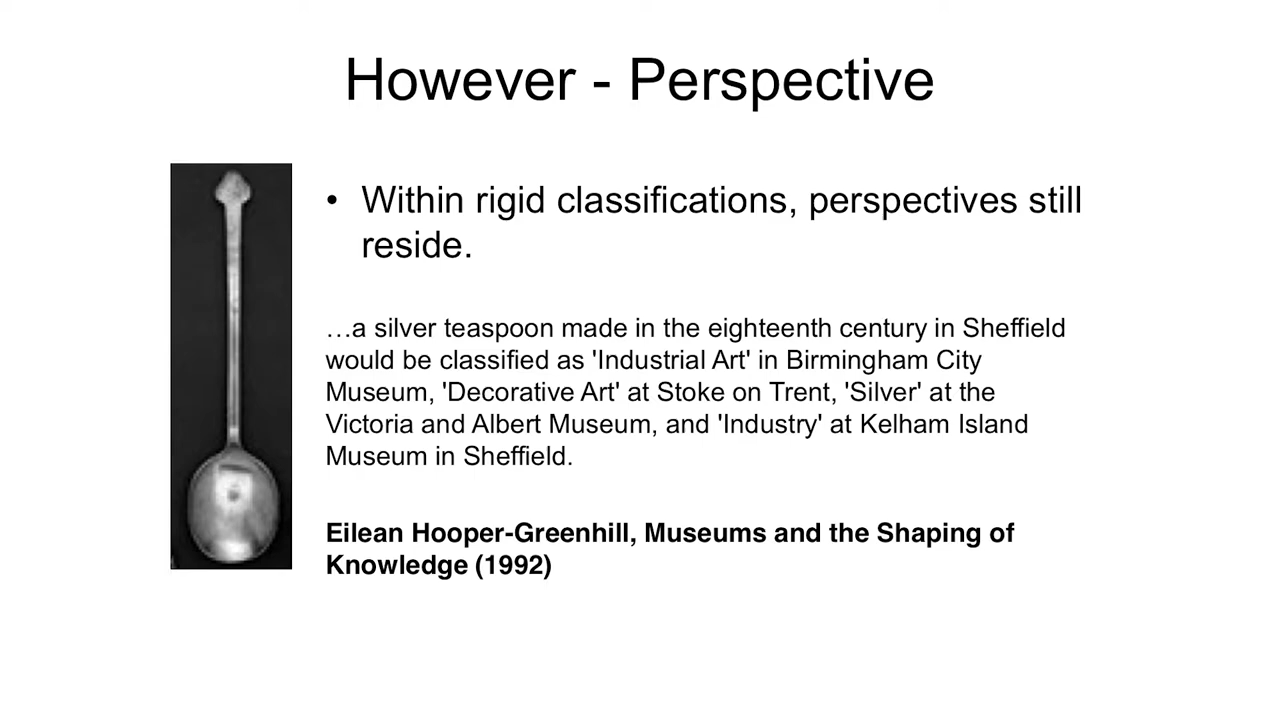 However - Perspective
• Within rigid classifications, perspectives still
reside.
…a silver teaspoon made in the eighteenth century in Sheffield
would be classified as 'Industrial Art' in Birmingham City
Museum, 'Decorative Art' at Stoke on Trent, 'Silver' at the
Victoria and Albert Museum, and 'Industry' at Kelham Island
Museum in Sheffield.
Eilean Hooper-Greenhill, Museums and the Shaping of
Knowledge (1992)